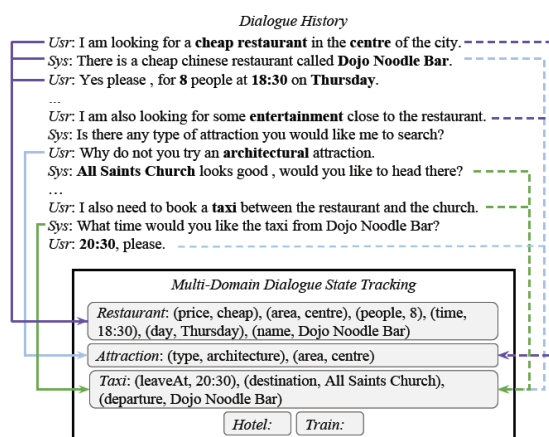 Dialogue History
Usr: I am looking for a cheap restaurant in the centre of the city.
Sys: There is a cheap chinese restaurant called Dojo Noodle Bar.
Usr: Yes please , for 8 people at 18:30 on Thursday.
...
Usr: I am also looking for some entertainment close to the restaurant.
Sys: Is there any type of attraction you would like me to search?
Usr: Why do not you try an architectural attraction.
Sys: All Saints Church looks good , would you like to head there?
...
Usr: I also need to book a taxi between the restaurant and the church.
Sys: What time would you like the taxi from Dojo Noodle Bar?
Usr: 20:30, please.
Multi-Domain Dialogue State Tracking
Restaurant: (price, cheap), (area, centre), (people, 8), (time,
18:30), (day, Thursday), (name, Dojo Noodle Bar)
Attraction: (type, architecture), (area, centre)
Taxi: (leaveAt, 20:30), (destination, All Saints Church),
(departure, Dojo Noodle Bar)
Hotel: Train: